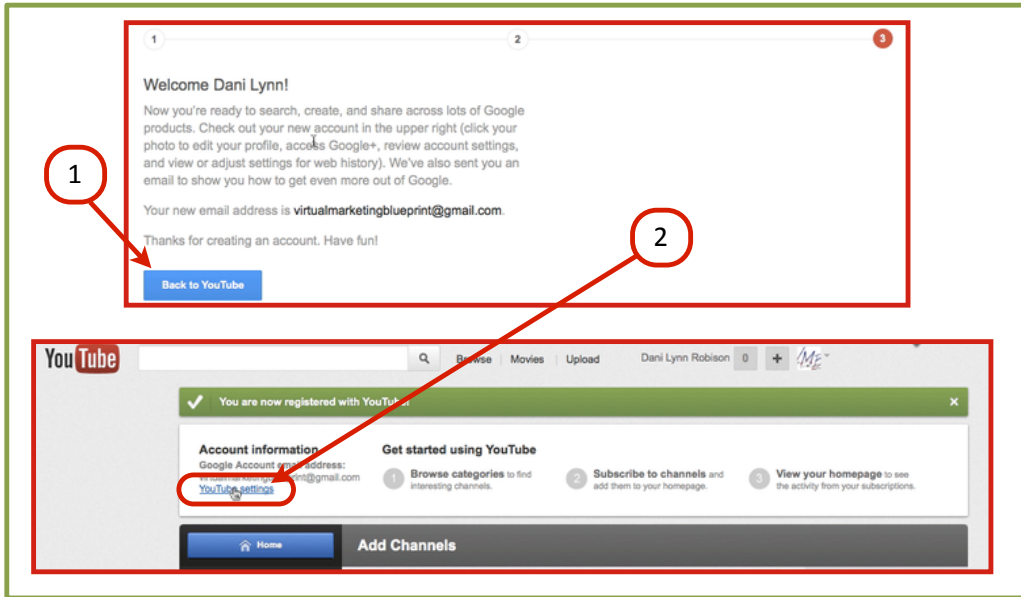 1 2 3
Welcome Dani Lynn!
Now you're ready to search, create, and share across lots of Google
products. Check out your new account in the upper right (click your
photo to edit your profile, access Google+, review account settings,
and view or adjust settings for web history). We've also sent you an
email to show you how to get even more out of Google.
1
Your new email address is virtualmarketingblueprint@gmail.com.
Thanks for creating an account. Have fun!
2
Back to YouTube
YouTube
Browse Movies Upload Dani Lynn Robison 0 + ME
You are now registered with YouTube! ×
Account information
Google Account email address:
virtualmarketingblueprint@gmail.com
YouTube settings
Get started using YouTube
1 Browse categories to find
interesting channels.
2 Subscribe to channels and
add them to your homepage.
3 View your homepage to see
the activity from your subscriptions.
Home
Add Channels